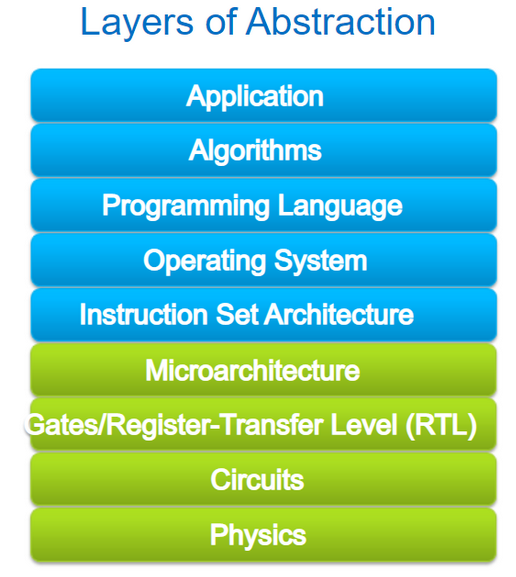 Layers of Abstraction
Application
Algorithms
Programming Language
Operating System
Instruction Set Architecture
Microarchitecture
Gates/Register-Transfer Level (RTL)
Circuits
Physics